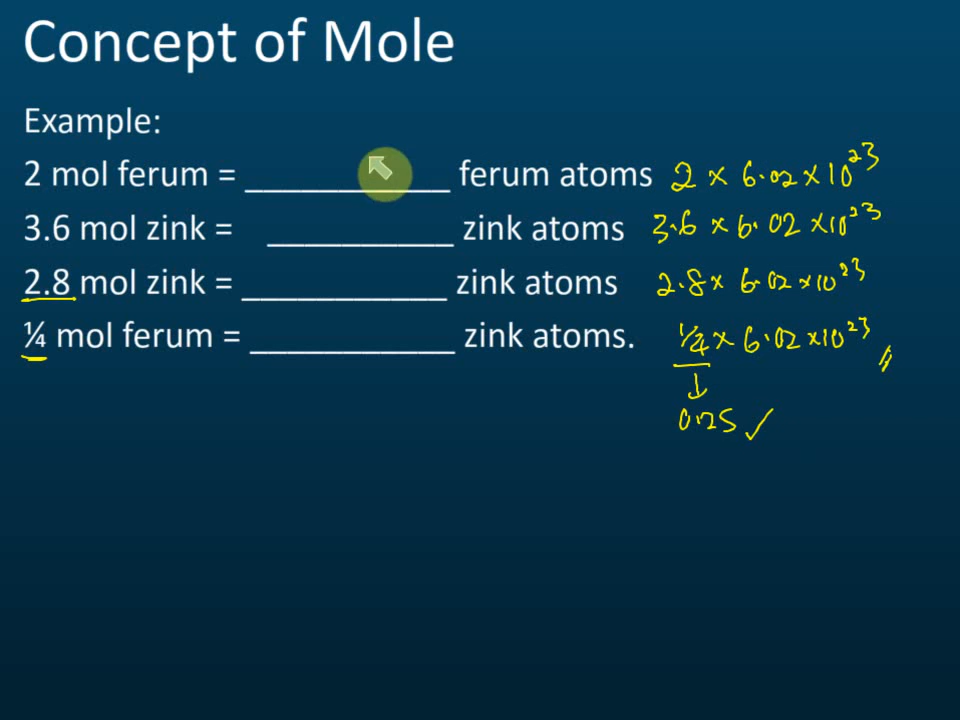 Concept of Mole
Example:
2 mol ferum = ___________ ferum atoms 2 × 6.02 × 10²³
3.6 mol zink = __________ zink atoms 3.6 × 6.02 × 10²³
2.8 mol zink = ___________ zink atoms 2.8 × 6.02 × 10²³
¼ mol ferum = ___________ zink atoms. ¼ × 6.02 × 10²³ //
↓
0.25 ✓